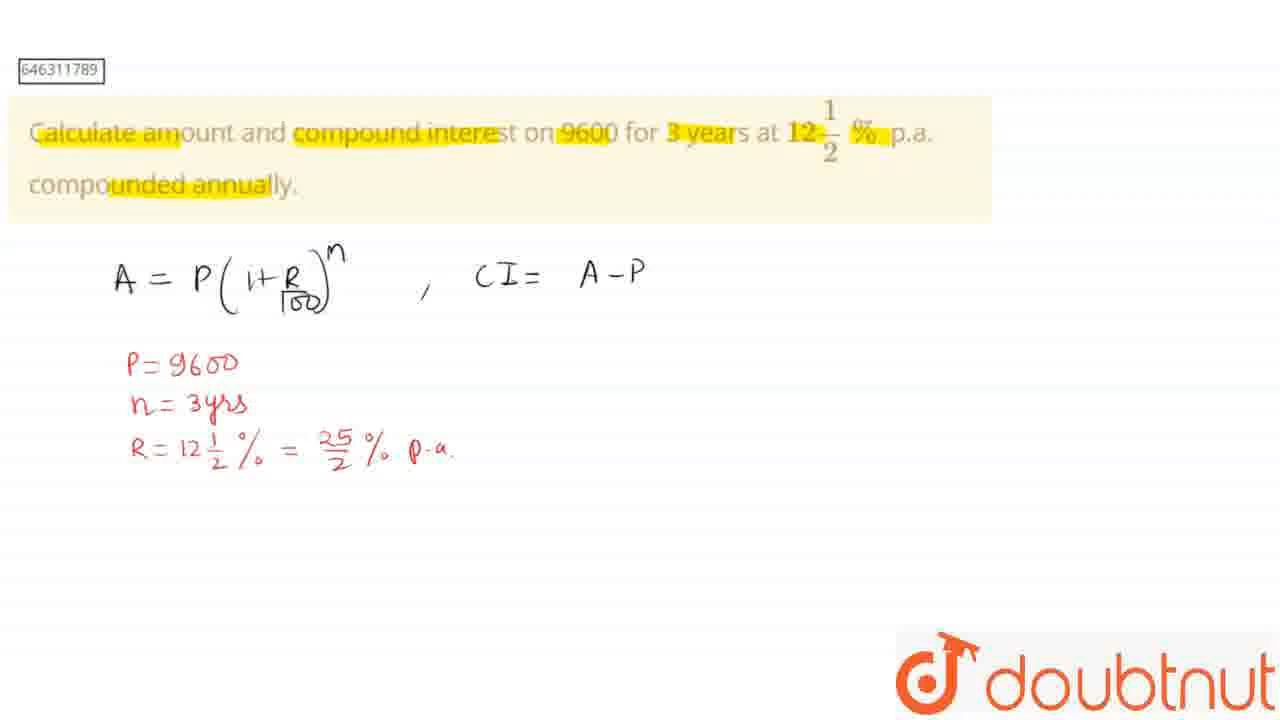 646311789
Calculate amount and compound interest on 9600 for 3 years at 12 1/2 % p.a.
compounded annually.
A = P(1+R/100)^n , CI= A-P
P=9600
n=3yrs
R=12 1/2 % = 25/2 % p.a.
doubtnut